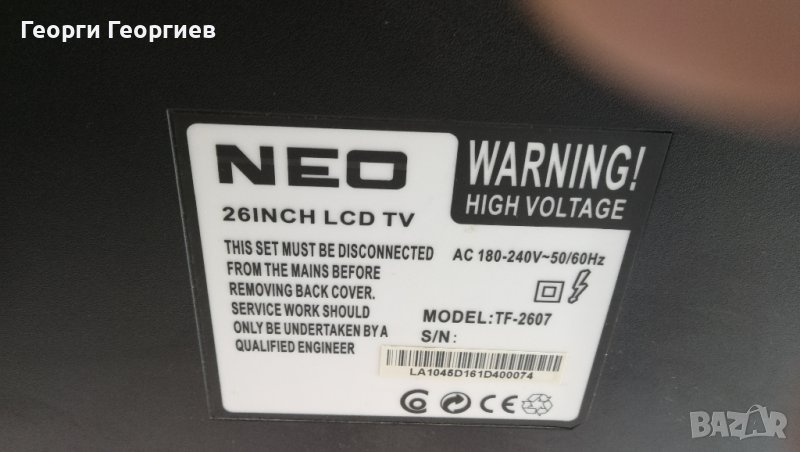 Георги Георгиев
NEO
26INCH LCD TV
WARNING!
HIGH VOLTAGE
THIS SET MUST BE DISCONNECTED
FROM THE MAINS BEFORE
REMOVING BACK COVER.
SERVICE WORK SHOULD
ONLY BE UNDERTAKEN BY A
QUALIFIED ENGINEER
AC 180-240V~50/60Hz
MODEL:TF-2607
S/N:
LA1045D161D400074
CE
BAZAR